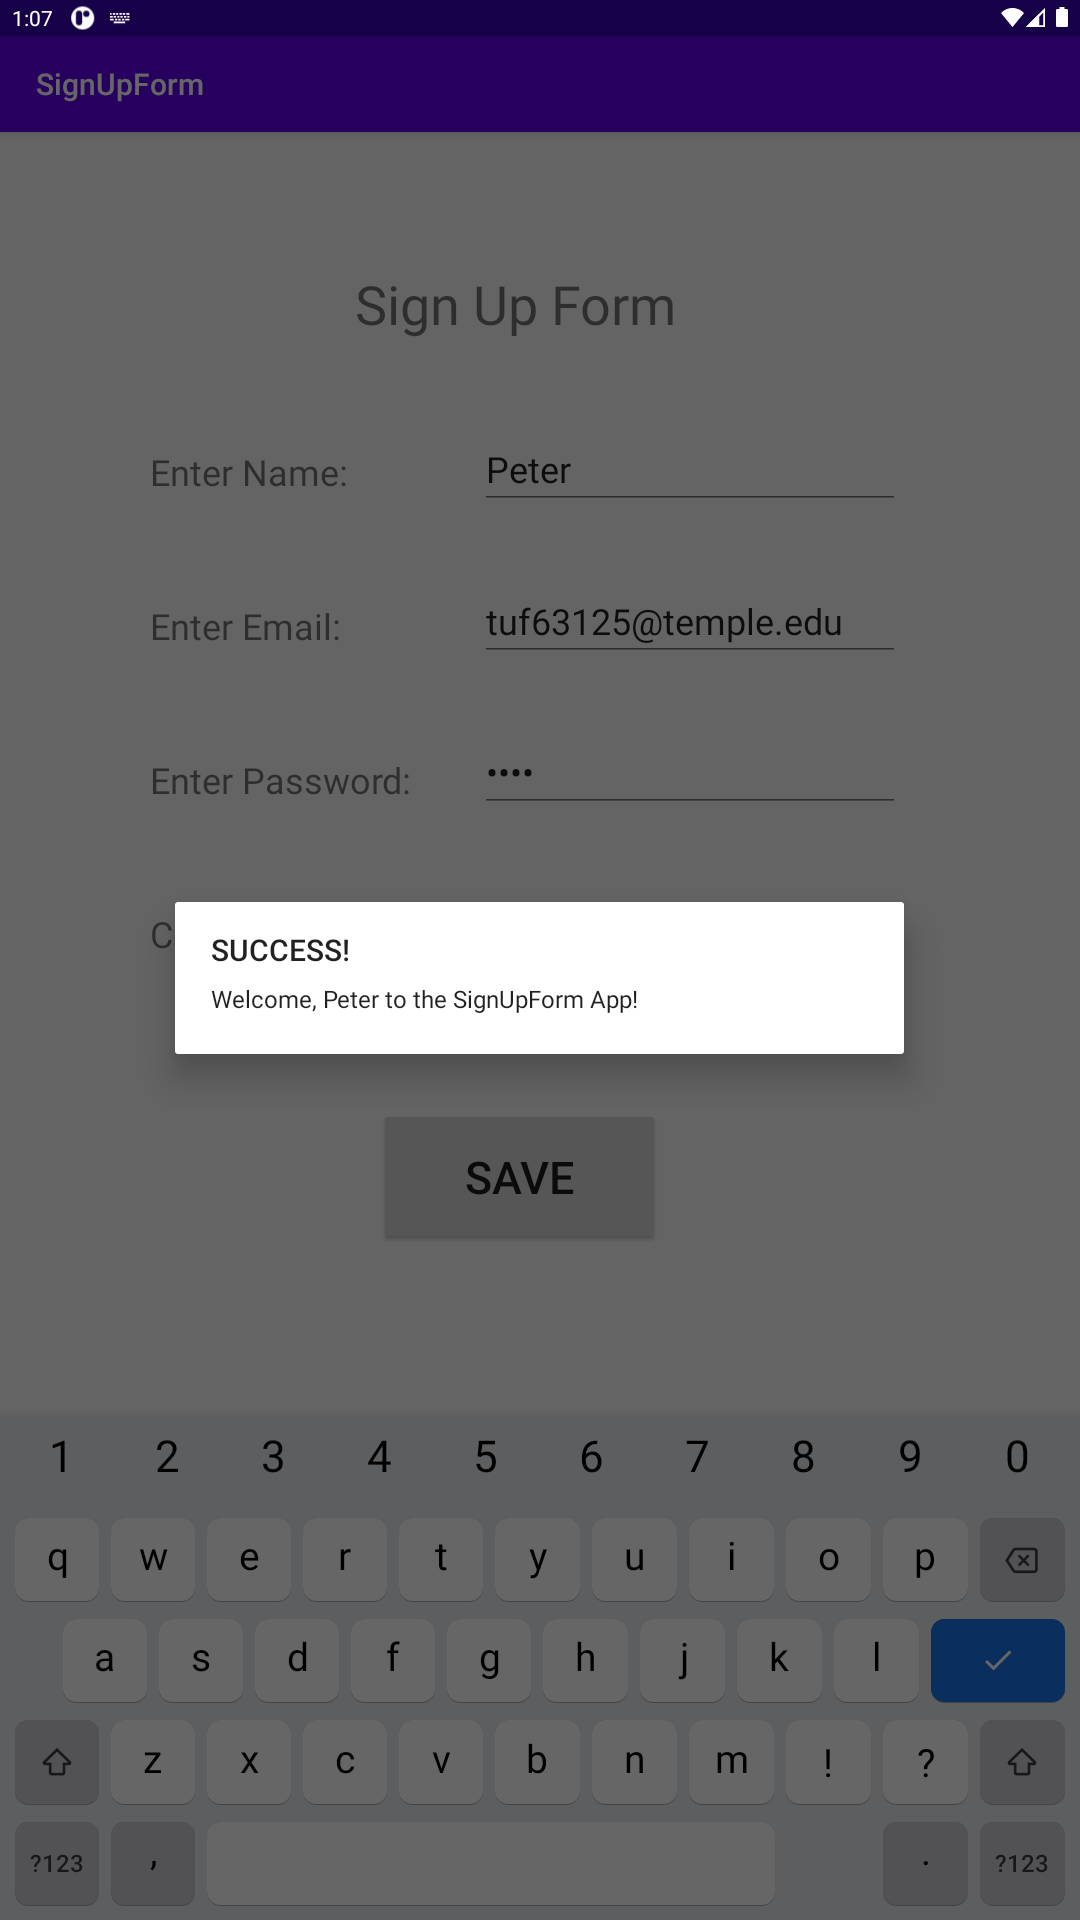 1:07
SignUpForm
Sign Up Form
Enter Name: Peter
Enter Email: tuf63125@temple.edu
Enter Password: ••••
C
SUCCESS!
Welcome, Peter to the SignUpForm App!
SAVE
1 2 3 4 5 6 7 8 9 0
q w e r t y u i o p
a s d f g h j k l
z x c v b n m ! ?
?123 , . ?123